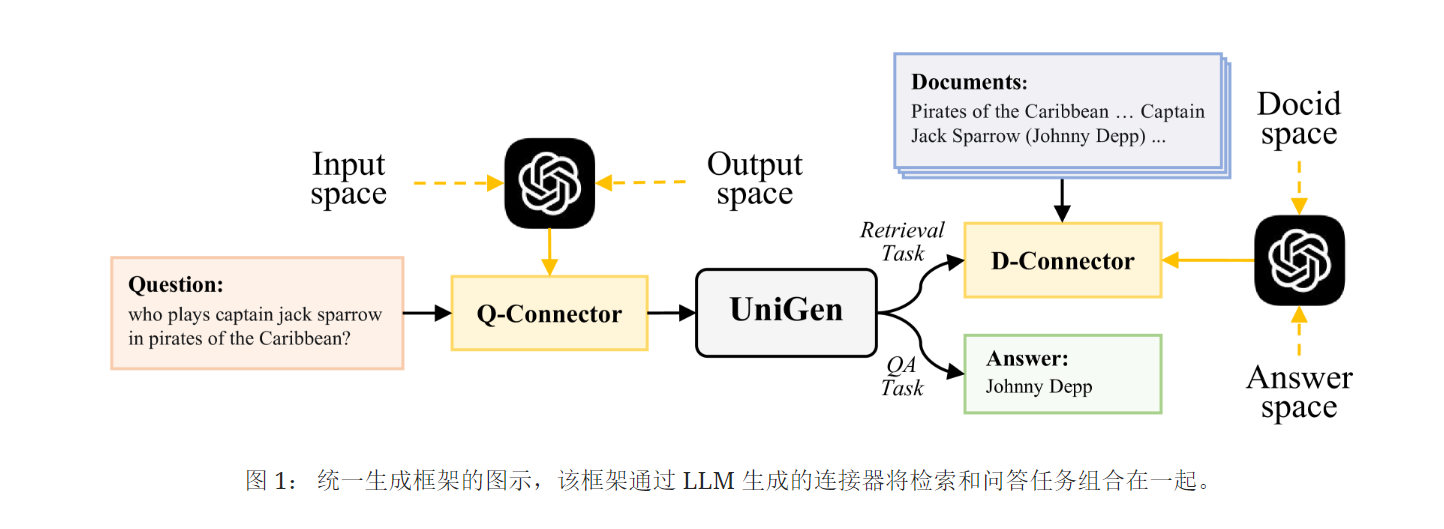 Documents:
Pirates of the Caribbean … Captain
Jack Sparrow (Johnny Depp) ...
Docid
space
Input
space
Output
space
Retrieval
Task
D-Connector
Question:
who plays captain jack sparrow
in pirates of the Caribbean?
Q-Connector
UniGen
QA
Task
Answer:
Johnny Depp
Answer
space
图 1： 统一生成框架的图示，该框架通过 LLM 生成的连接器将检索和问答任务组合在一起。